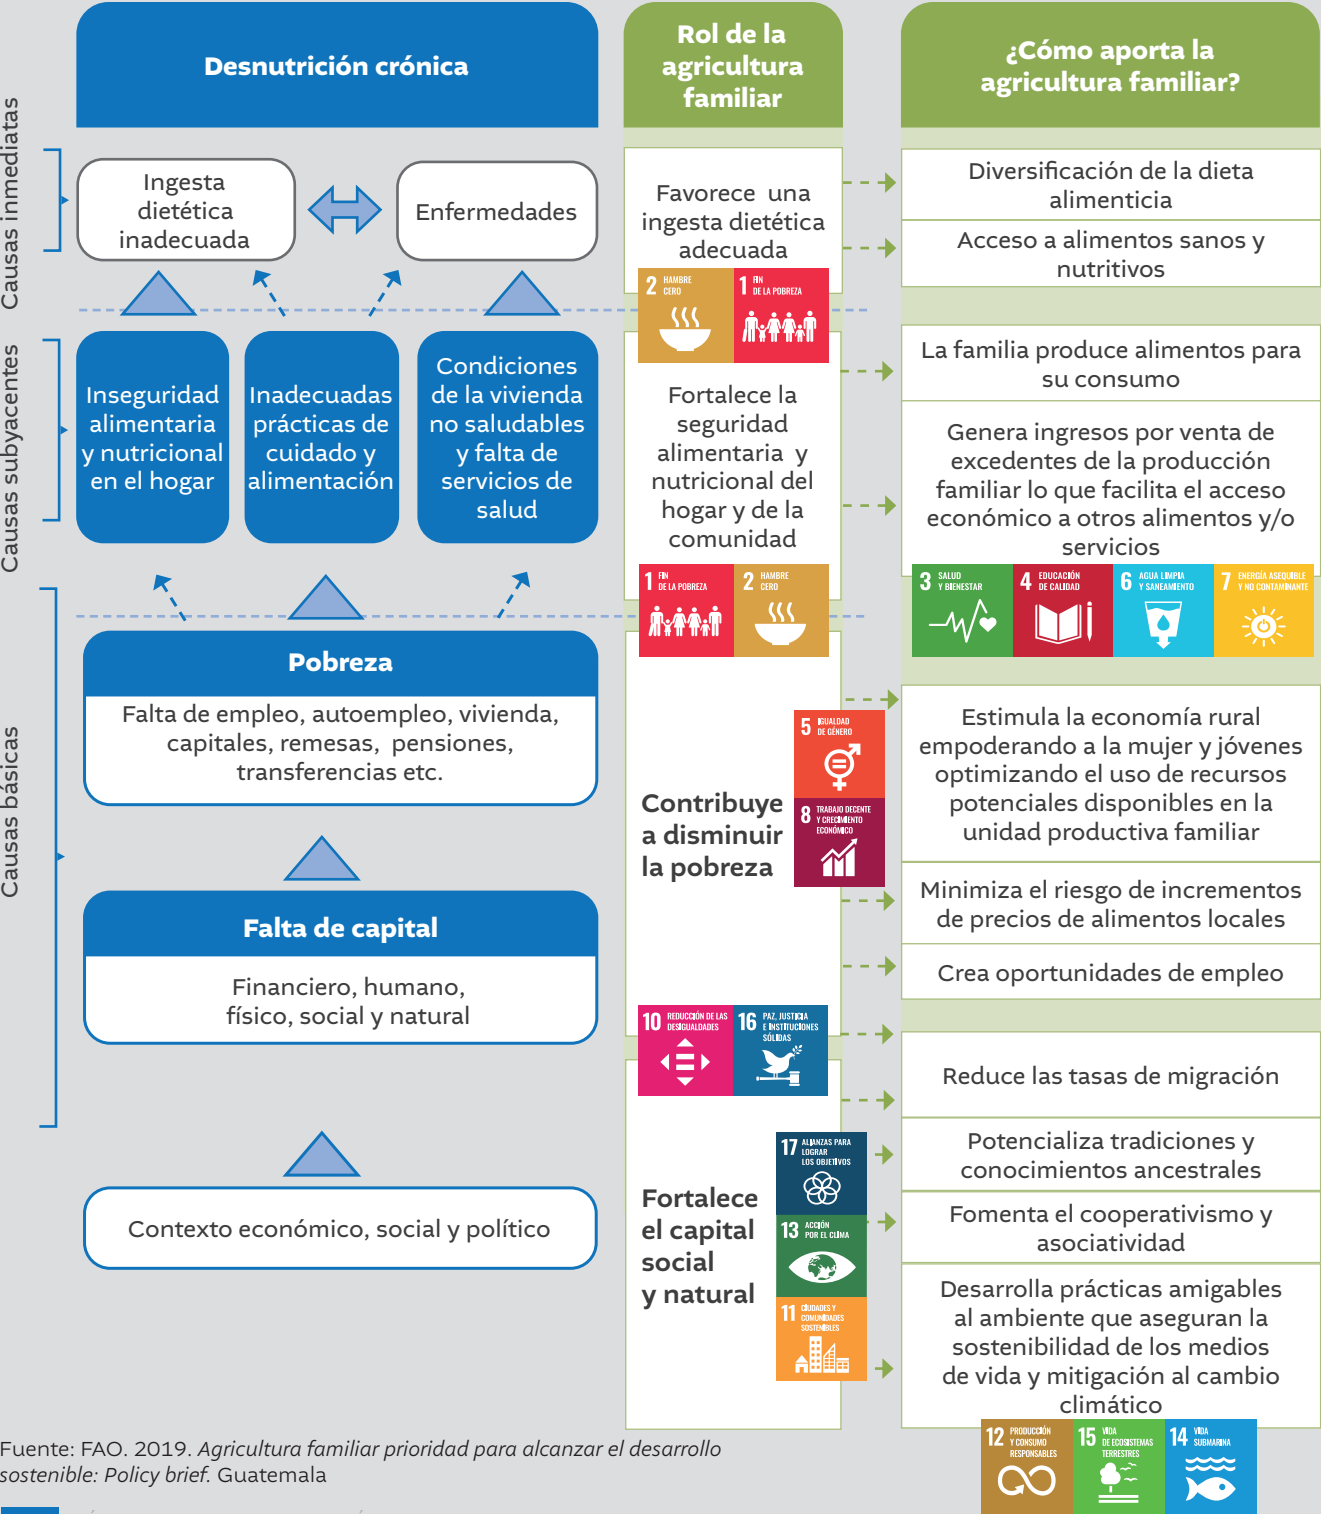 Desnutrición crónica
Rol de la
agricultura
familiar
¿Cómo aporta la
agricultura familiar?
Causas inmediatas
Ingesta
dietética
inadecuada
Enfermedades
Favorece una
ingesta dietética
adecuada
2 HAMBRE
CERO
1 FIN
DE LA POBREZA
Diversificación de la dieta
alimenticia
Acceso a alimentos sanos y
nutritivos
Causas subyacentes
Inseguridad
alimentaria
y nutricional
en el hogar
Inadecuadas
prácticas de
cuidado y
alimentación
Condiciones
de la vivienda
no saludables
y falta de
servicios de
salud
Fortalece la
seguridad
alimentaria y
nutricional del
hogar y de la
comunidad
1 FIN
DE LA POBREZA
2 HAMBRE
CERO
La familia produce alimentos para
su consumo
Genera ingresos por venta de
excedentes de la producción
familiar lo que facilita el acceso
económico a otros alimentos y/o
servicios
3 SALUD
Y BIENESTAR
4 EDUCACIÓN
DE CALIDAD
6 AGUA LIMPIA
Y SANEAMIENTO
7 ENERGÍA ASEQUIBLE
Y NO CONTAMINANTE
Causas básicas
Pobreza
Falta de empleo, autoempleo, vivienda,
capitales, remesas, pensiones,
transferencias etc.
Falta de capital
Financiero, humano,
físico, social y natural
Contexto económico, social y político
Contribuye
a disminuir
la pobreza
5 IGUALDAD
DE GÉNERO
8 TRABAJO DECENTE
Y CRECIMIENTO
ECONÓMICO
10 REDUCCIÓN DE LAS
DESIGUALDADES
16 PAZ, JUSTICIA
E INSTITUCIONES
SÓLIDAS
Estimula la economía rural
empoderando a la mujer y jóvenes
optimizando el uso de recursos
potenciales disponibles en la
unidad productiva familiar
Minimiza el riesgo de incrementos
de precios de alimentos locales
Crea oportunidades de empleo
Fortalece
el capital
social
y natural
17 ALIANZAS PARA
LOGRAR
LOS OBJETIVOS
13 ACCIÓN
POR EL CLIMA
11 CIUDADES Y
COMUNIDADES
SOSTENIBLES
Reduce las tasas de migración
Potencializa tradiciones y
conocimientos ancestrales
Fomenta el cooperativismo y
asociatividad
Desarrolla prácticas amigables
al ambiente que aseguran la
sostenibilidad de los medios
de vida y mitigación al cambio
climático
12 PRODUCCIÓN
Y CONSUMO
RESPONSABLES
15 VIDA
DE ECOSISTEMAS
TERRESTRES
14 VIDA
SUBMARINA
Fuente: FAO. 2019. Agricultura familiar prioridad para alcanzar el desarrollo
sostenible: Policy brief. Guatemala